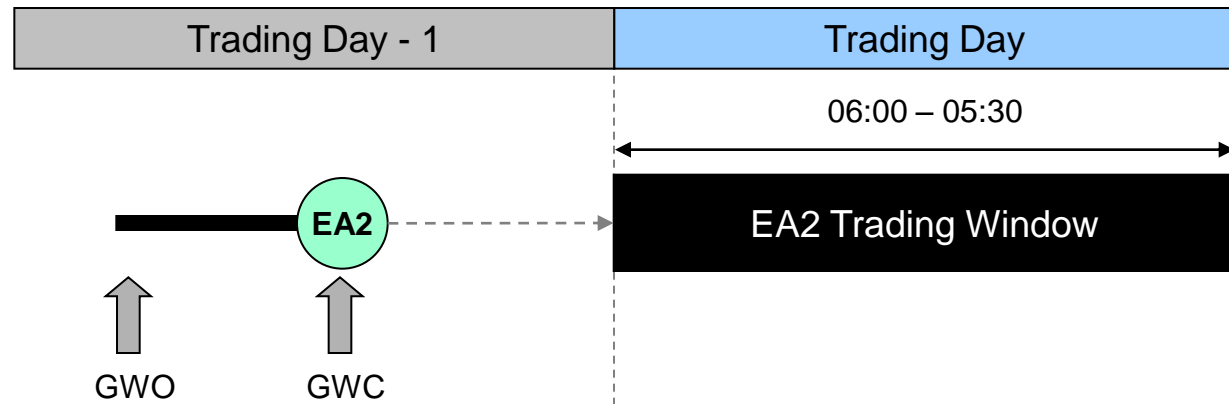 Trading Day - 1
Trading Day
06:00 – 05:30
EA2
EA2 Trading Window
GWO
GWC